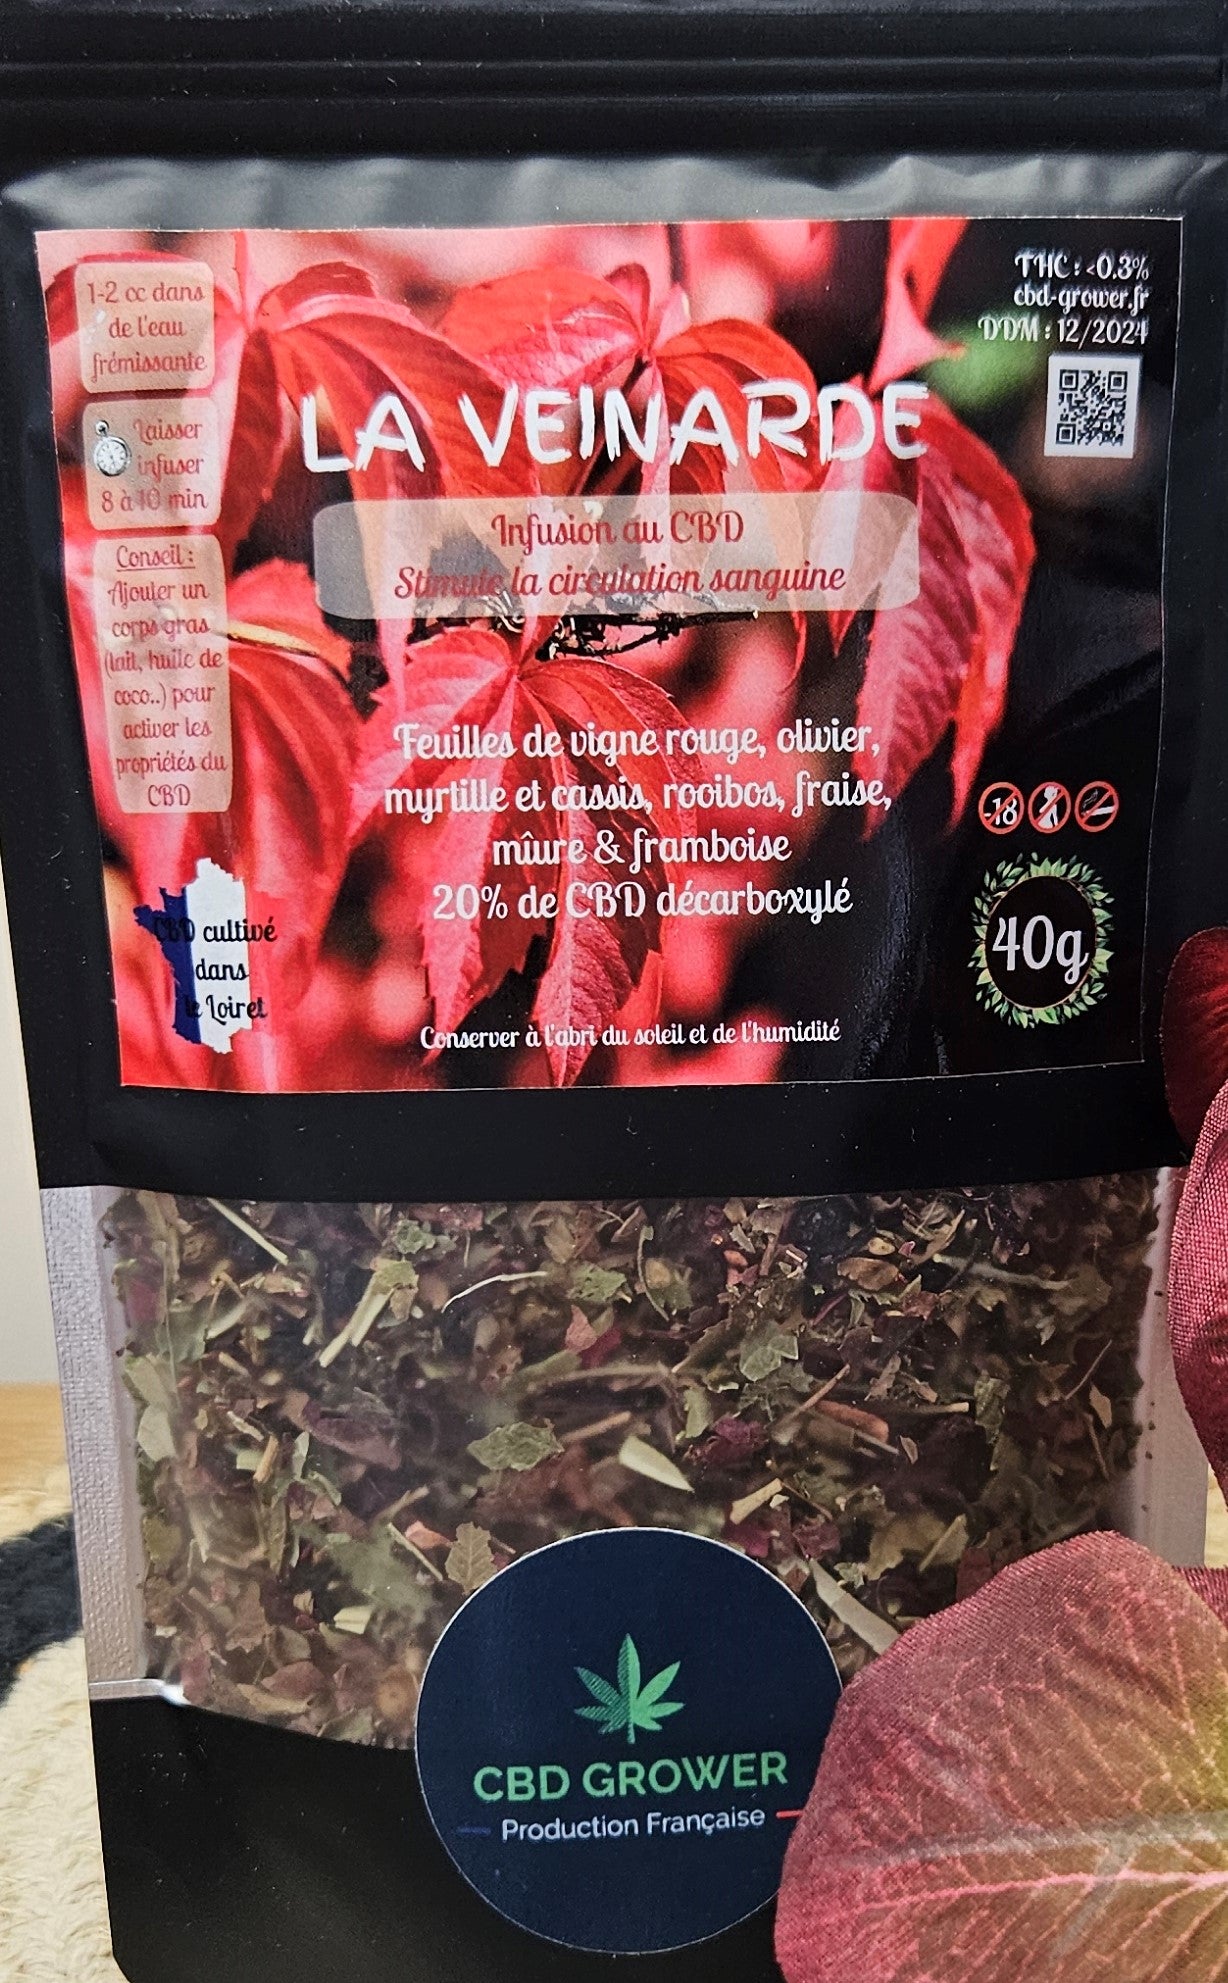 1-2 cc dans
de l'eau
frémissante
Laisser
infuser
8 à 10 min
Conseil :
Ajouter un
corps gras
(lait, huile de
coco..) pour
activer les
propriétés du
CBD
CBD cultivé
dans
le Loiret
THC : <0.3%
cbd-grower.fr
DDM : 12/2024
LA VEINARDE
Infusion au CBD
Stimule la circulation sanguine
Feuilles de vigne rouge, olivier,
myrtille et cassis, rooibos, fraise,
mîure & framboise
20% de CBD décarboxylé
Conserver à l'abri du soleil et de l'humidité
-18
40g
CBD GROWER
Production Française